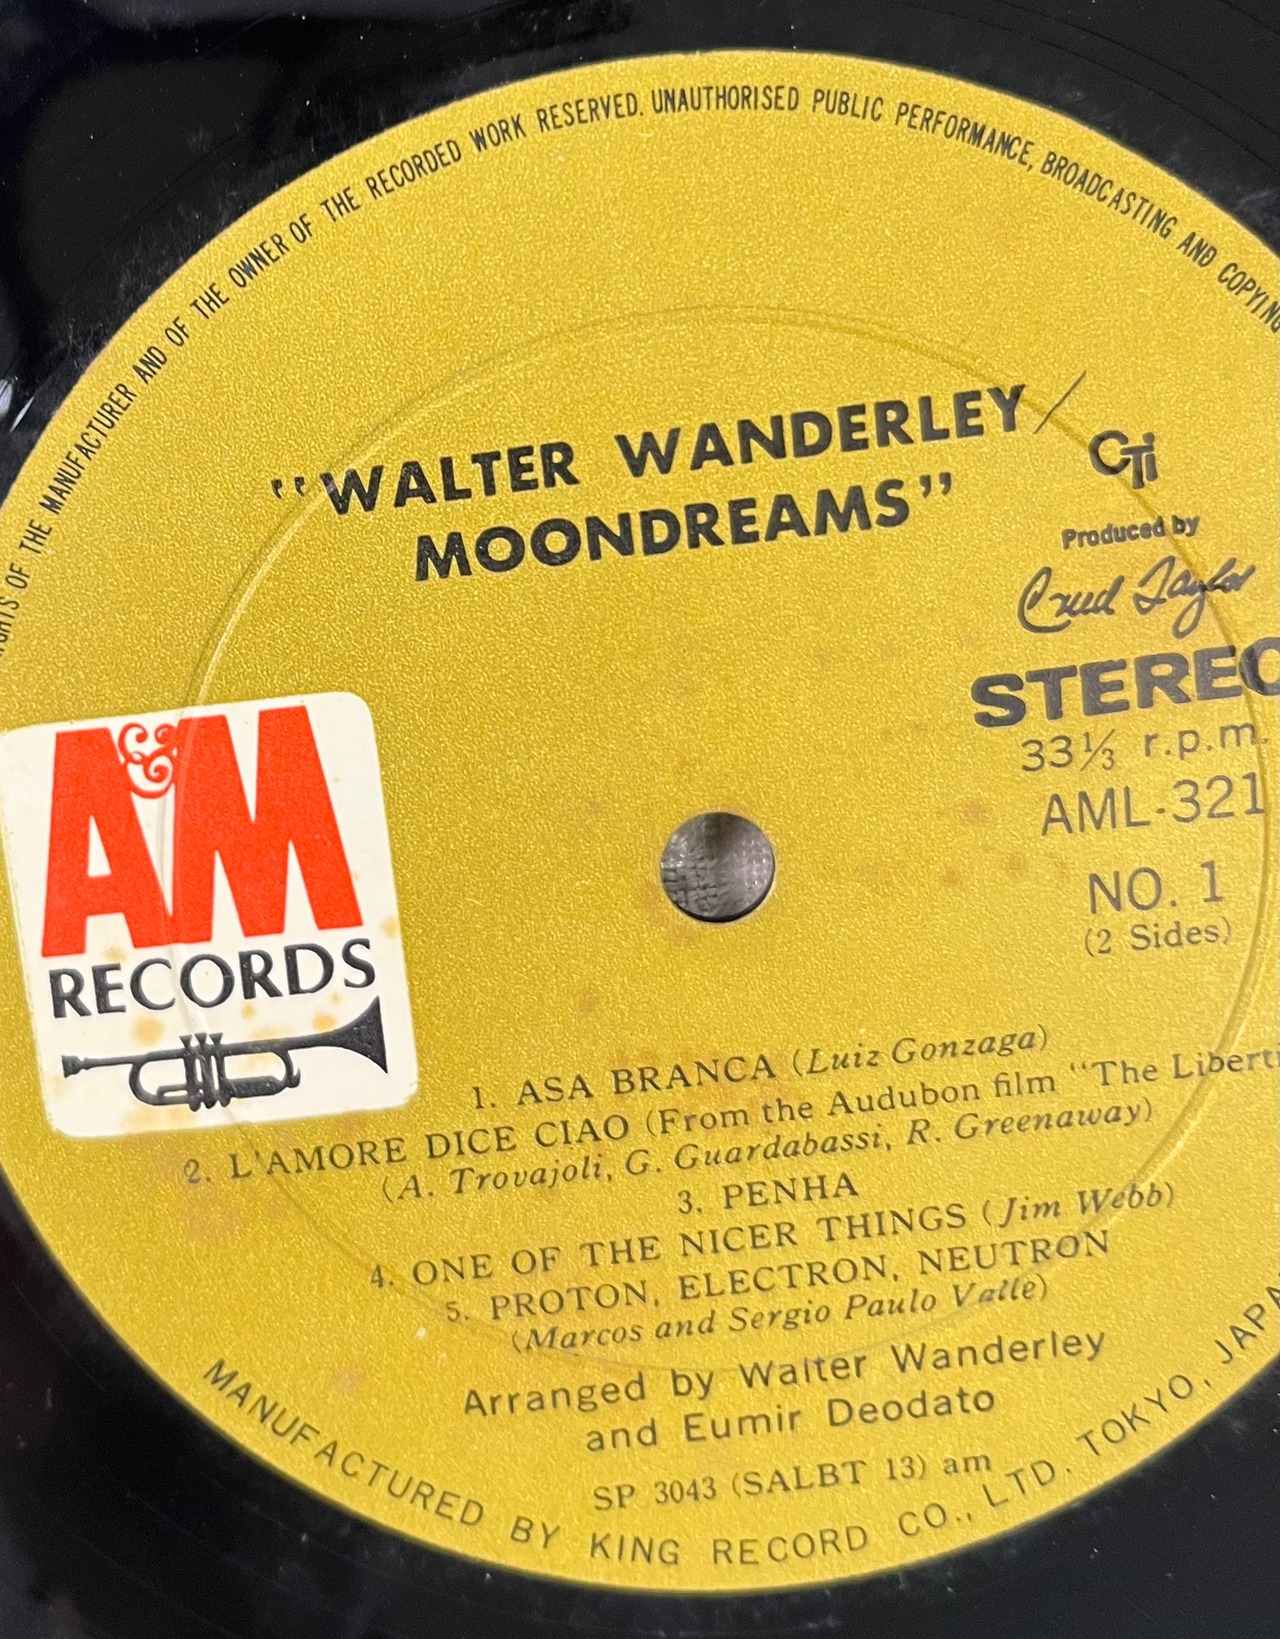 RIGHTS OF THE MANUFACTURER AND OF THE OWNER OF THE RECORDED WORK RESERVED. UNAUTHORISED PUBLIC PERFORMANCE, BROADCASTING AND COPYING
"WALTER WANDERLEY/
MOONDREAMS"
CTi
Produced by
Creed Taylor
STEREO
33⅓ r.p.m.
AML-321
NO. 1
(2 Sides)
A&M
RECORDS
1. ASA BRANCA (Luiz Gonzaga)
2. L'AMORE DICE CIAO (From the Audubon film "The Liberti
(A. Trovajoli, G. Guardabassi, R. Greenaway)
3. PENHA
4. ONE OF THE NICER THINGS (Jim Webb)
5. PROTON, ELECTRON, NEUTRON
(Marcos and Sergio Paulo Valle)
Arranged by Walter Wanderley
and Eumir Deodato
SP 3043 (SALBT 13) am
MANUFACTURED BY KING RECORD CO., LTD. TOKYO, JAPA